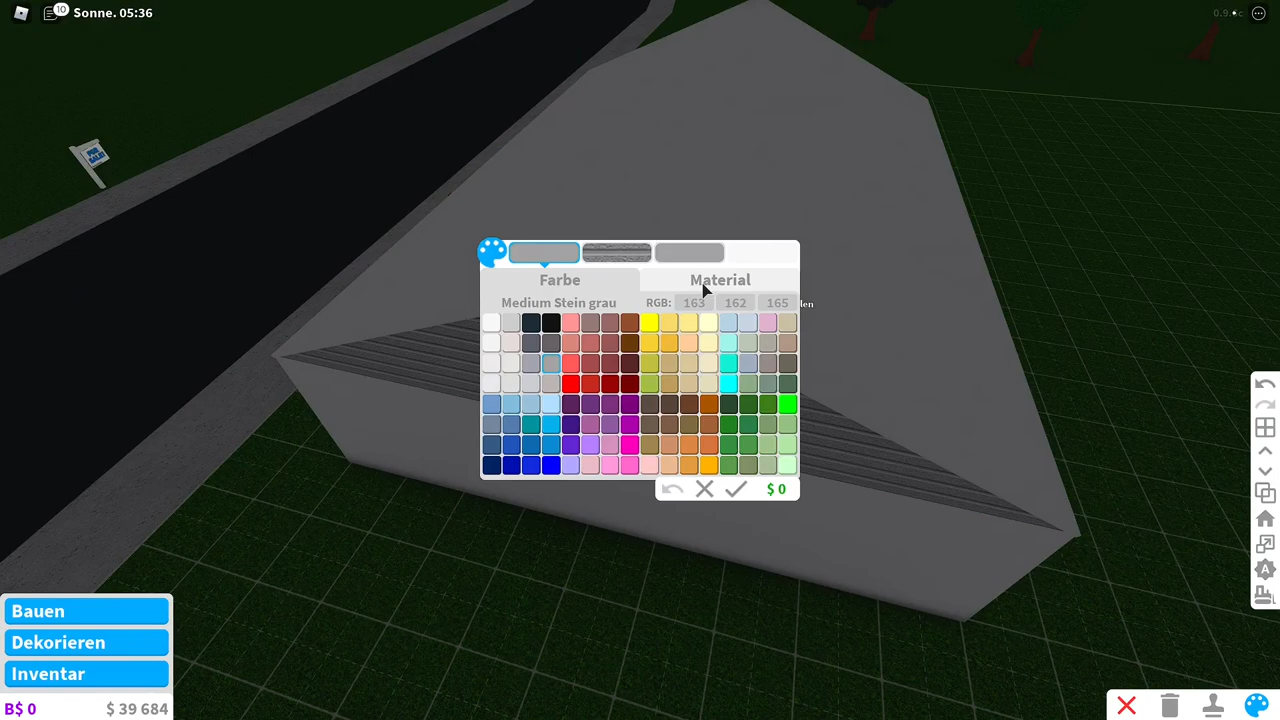 10
Sonne. 05:36
Farbe
Material
Medium Stein grau
RGB:
163
162
165
$ 0
Bauen
Dekorieren
Inventar
B$ 0
$ 39 684
A